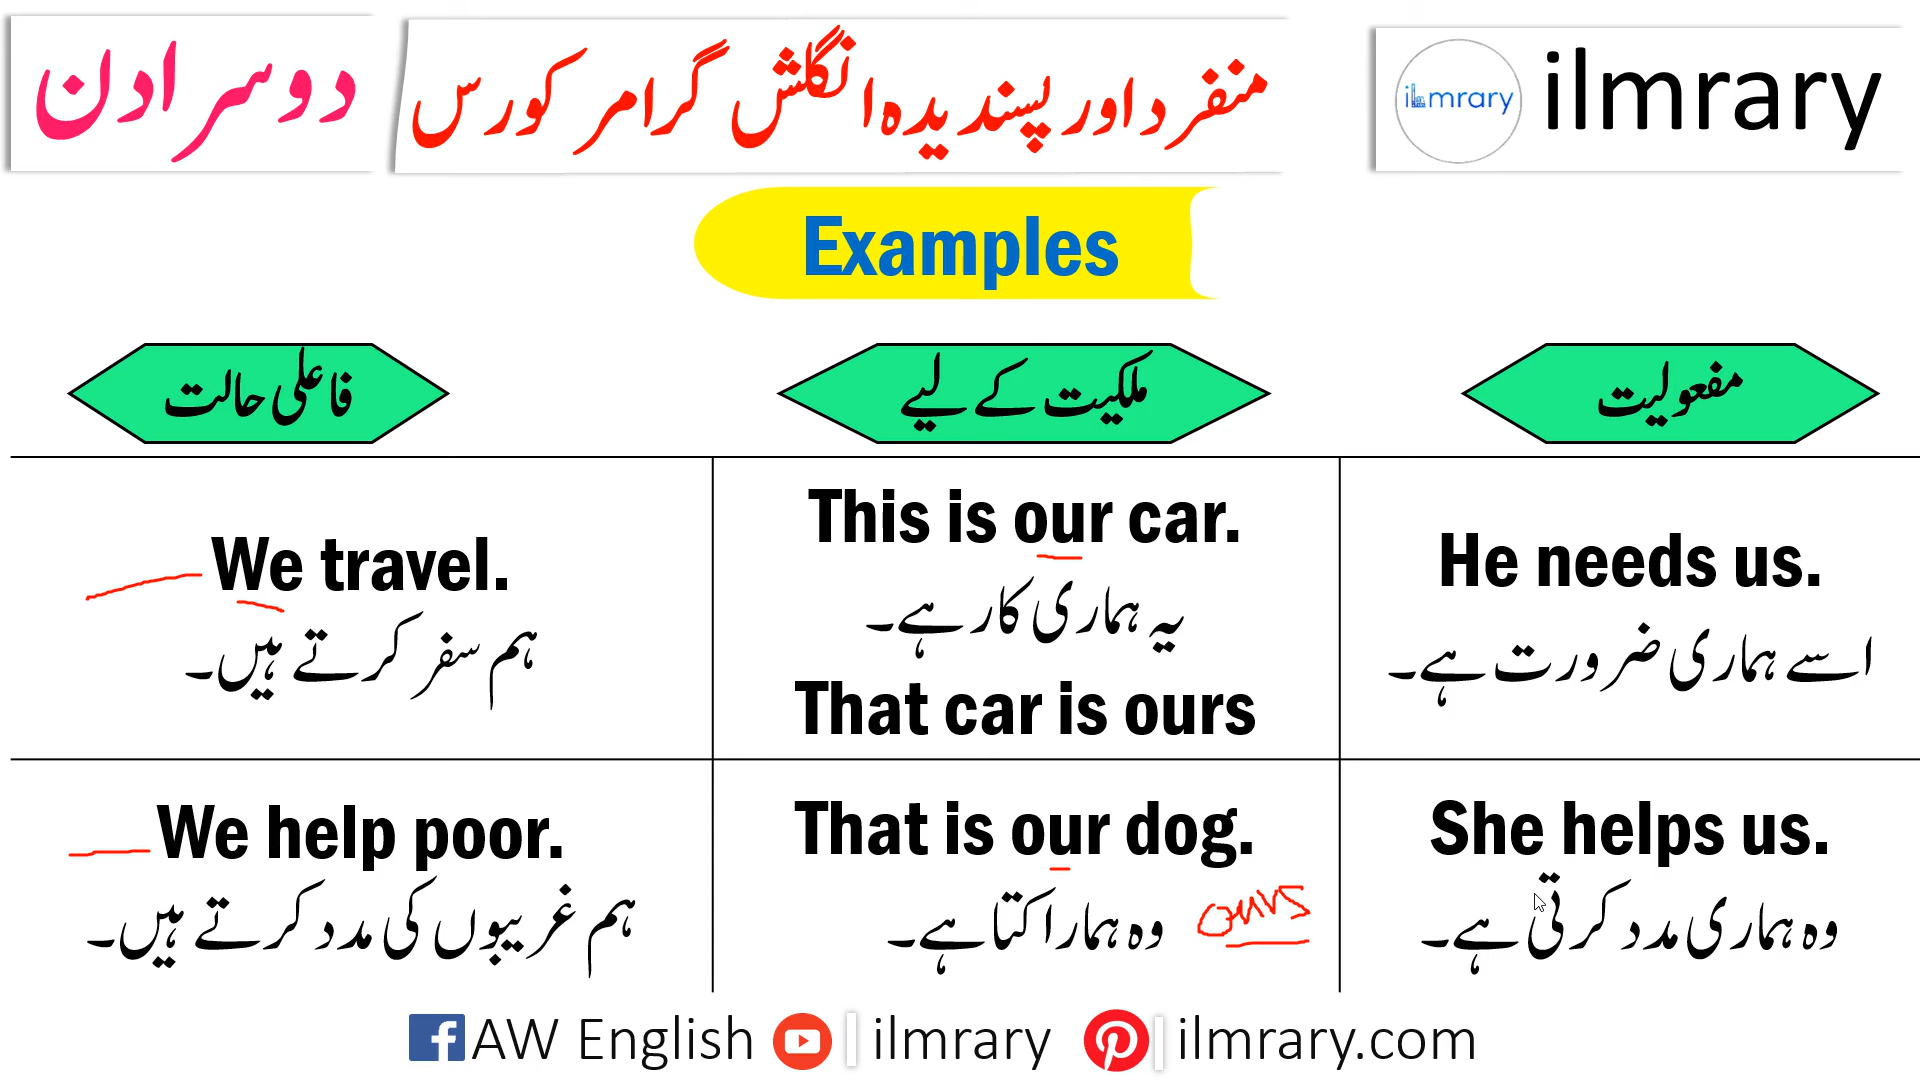 دوسرا دن
منفرد اور پسندیدہ انگلش گرامر کورس
ilmrary
ilmrary
Examples
فاعلی حالت
ملکیت کے لیے
مفعولیت
We travel.
ہم سفر کرتے ہیں۔
This is our car.
یہ ہماری کار ہے۔
That car is ours
He needs us.
اسے ہماری ضرورت ہے۔
We help poor.
ہم غریبوں کی مدد کرتے ہیں۔
That is our dog.
وہ ہمارا کتا ہے۔
ours
She helps us.
وہ ہماری مدد کرتی ہے۔
AW English | ilmrary | ilmrary.com